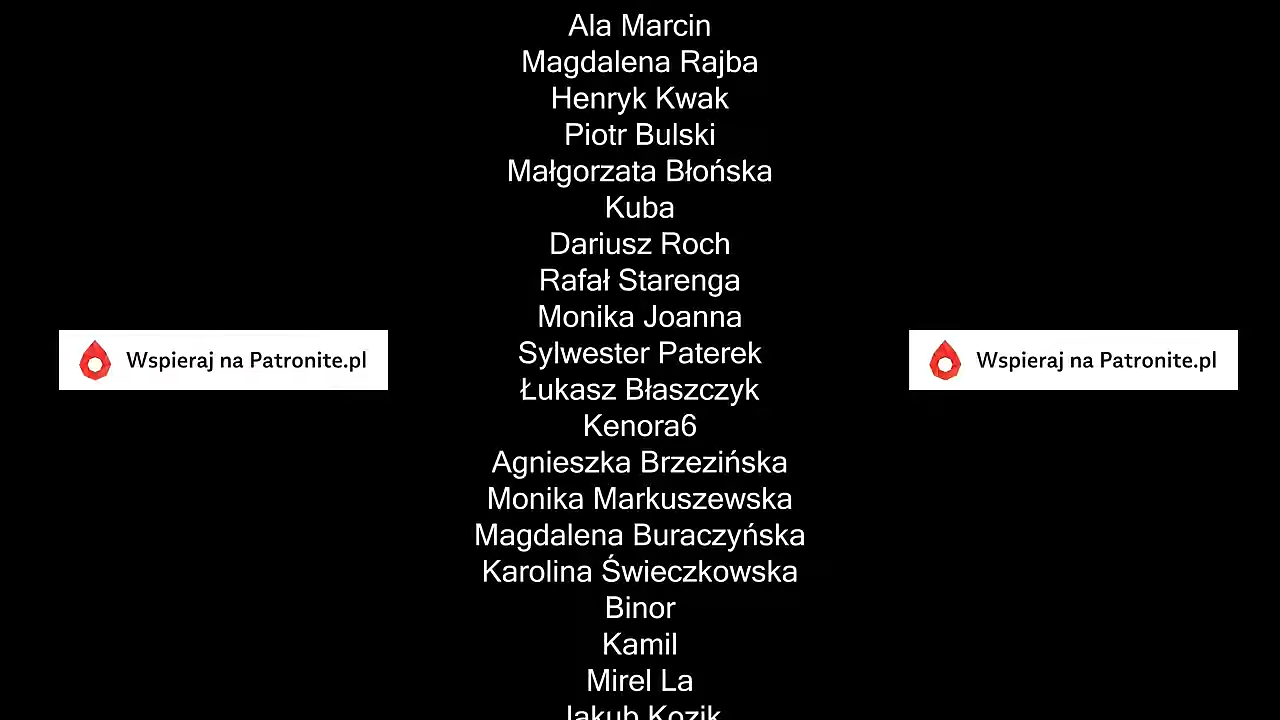 Ala Marcin
Magdalena Rajba
Henryk Kwak
Piotr Bulski
Małgorzata Błońska
Kuba
Dariusz Roch
Rafał Starenga
Monika Joanna
Sylwester Paterek
Wspieraj na Patronite.pl
Wspieraj na Patronite.pl
Łukasz Błaszczyk
Kenora6
Agnieszka Brzezińska
Monika Markuszewska
Magdalena Buraczyńska
Karolina Świeczkowska
Binor
Kamil
Mirel La
Jakub Kozik